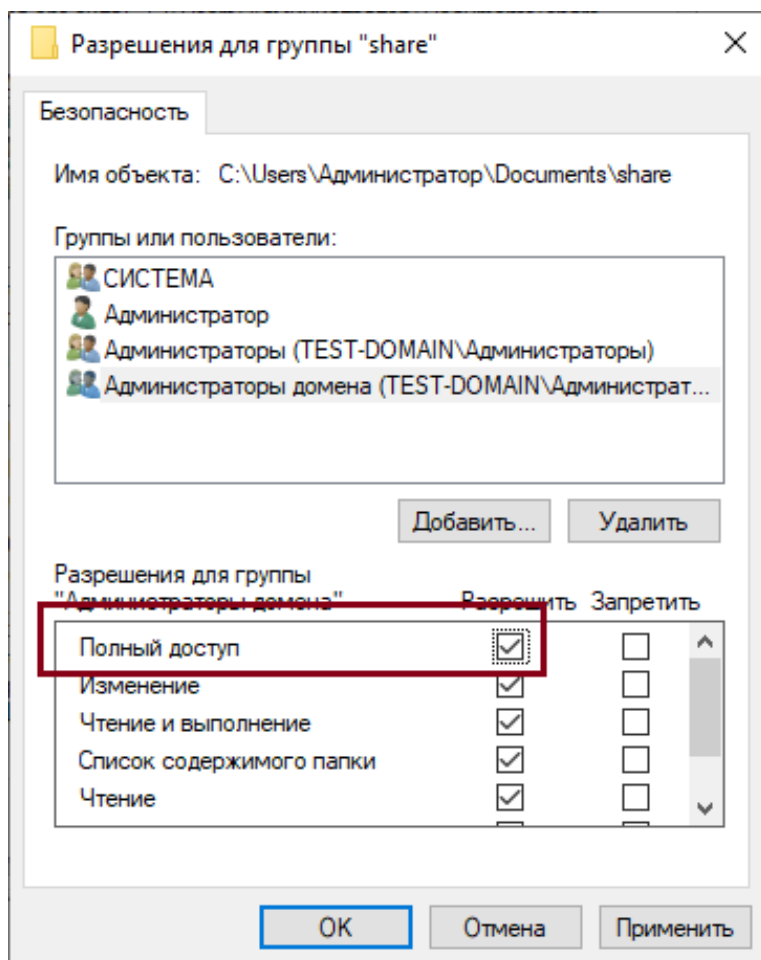 Разрешения для группы "share"
Безопасность
Имя объекта: C:\Users\Администратор\Documents\share
Группы или пользователи:
СИСТЕМА
Администратор
Администраторы (TEST-DOMAIN\Администраторы)
Администраторы домена (TEST-DOMAIN\Администрат...
Добавить... Удалить
Разрешения для группы
"Администраторы домена" Разрешить Запретить
Полный доступ
Изменение
Чтение и выполнение
Список содержимого папки
Чтение
ОК Отмена Применить